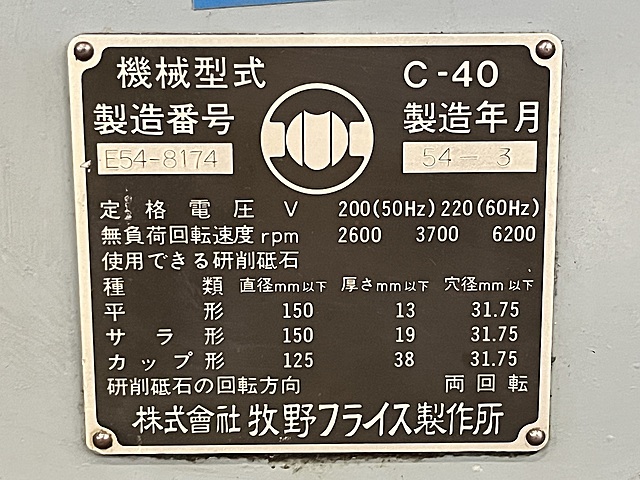 機械型式 C-40
製造番号 製造年月
E54-8174 54-3
定格電圧 V 200(50Hz) 220(60Hz)
無負荷回転速度 rpm 2600 3700 6200
使用できる研削砥石
種類 直径mm以下 厚さmm以下 穴径mm以下
平形 150 13 31.75
サラ形 150 19 31.75
カップ形 125 38 31.75
研削砥石の回転方向 両回転
株式會社 牧野フライス製作所